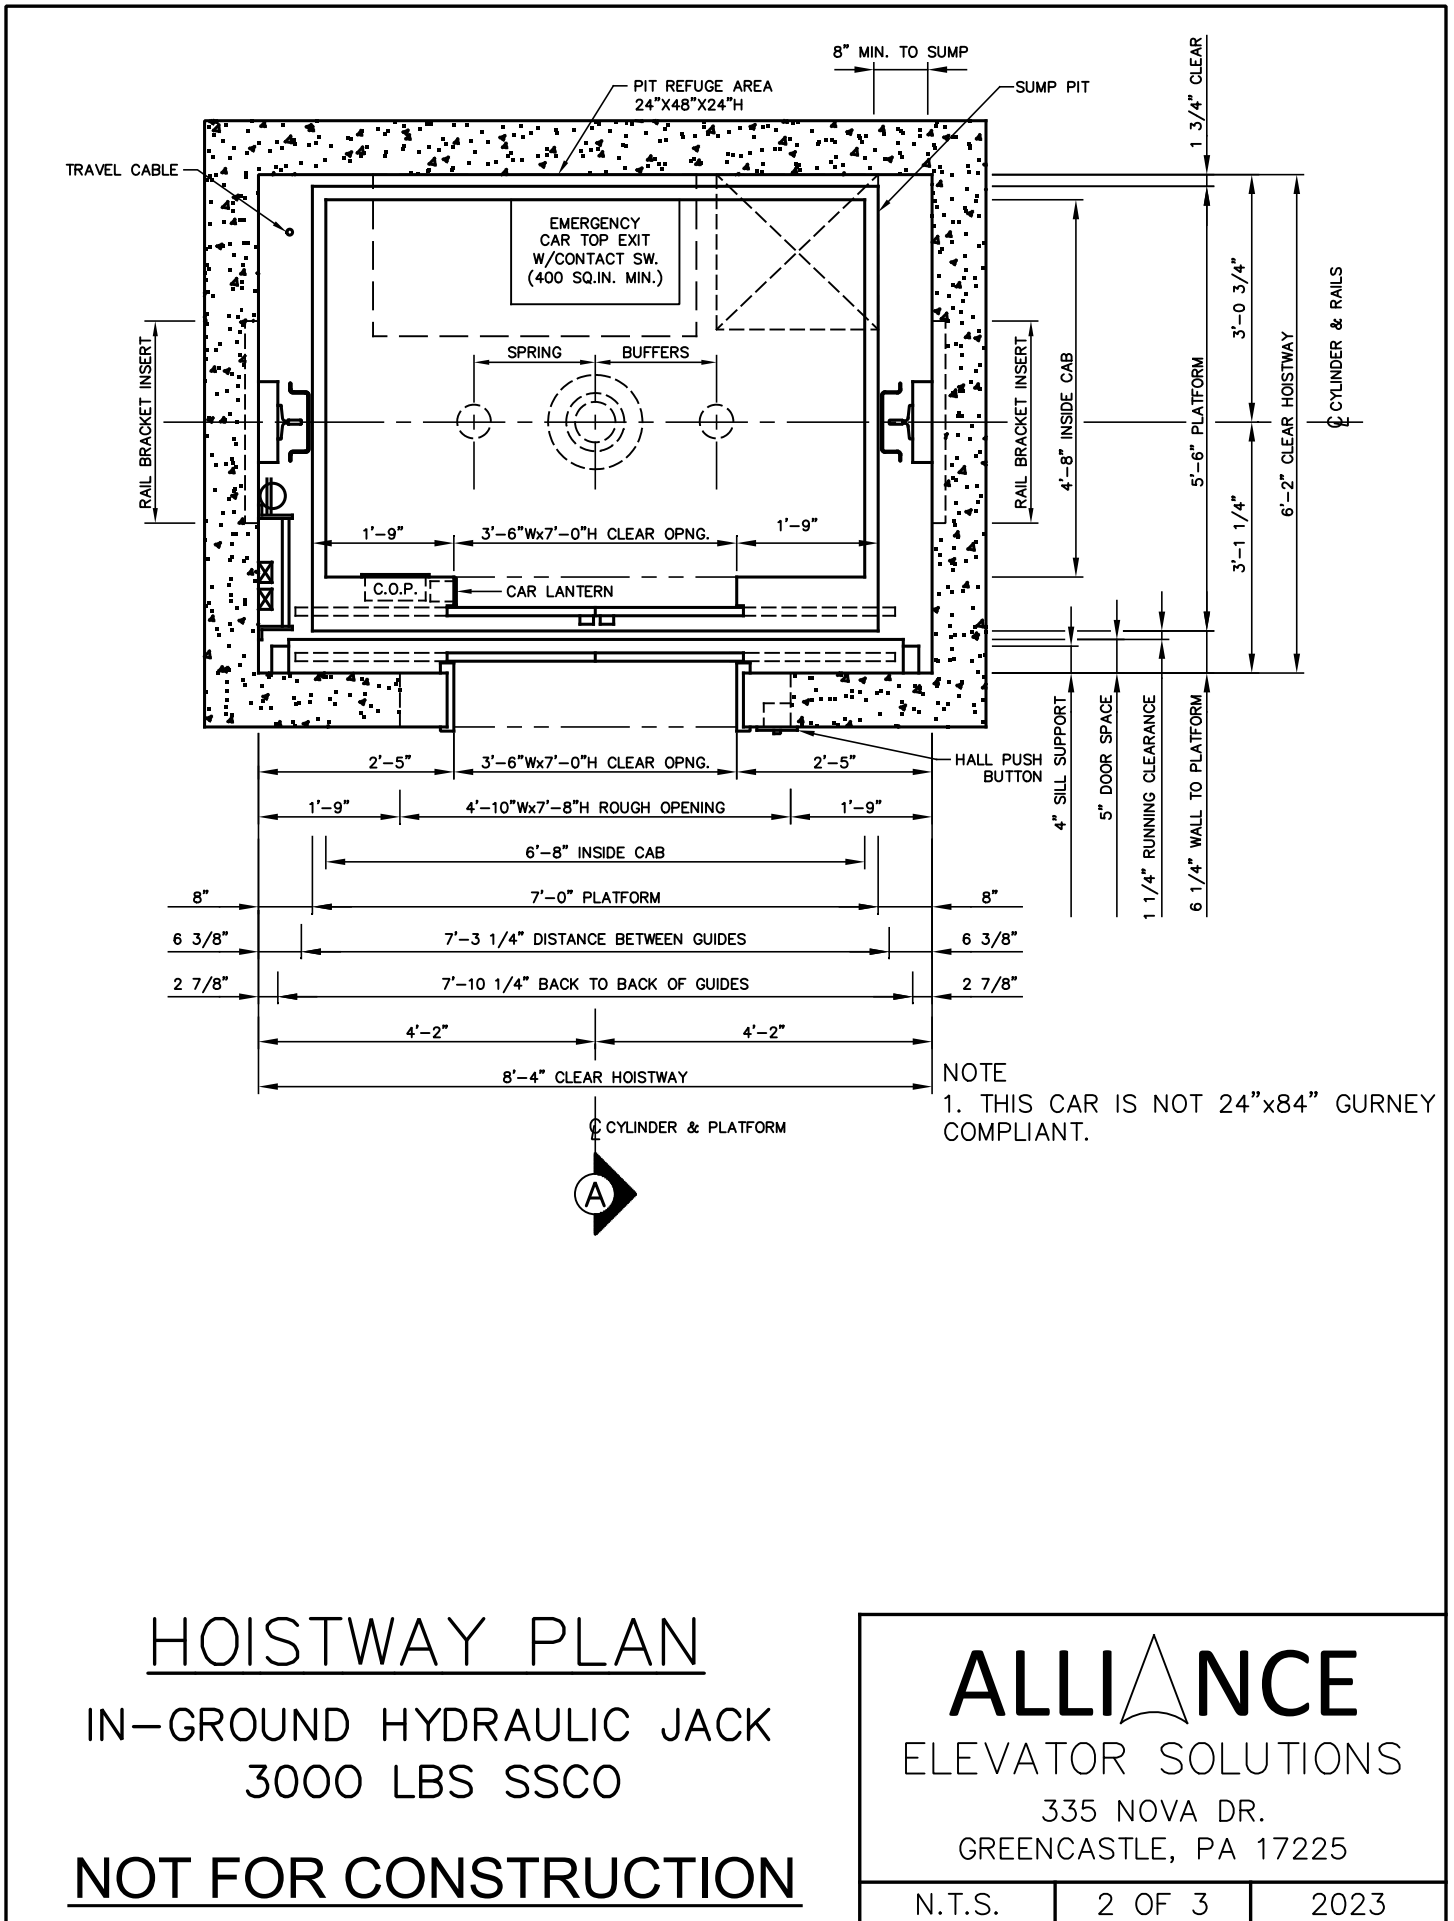 8" MIN. TO SUMP
1 3/4" CLEAR
PIT REFUGE AREA
24"X48"X24"H
SUMP PIT
TRAVEL CABLE
EMERGENCY
CAR TOP EXIT
W/CONTACT SW.
(400 SQ.IN. MIN.)
SPRING
BUFFERS
RAIL BRACKET INSERT
RAIL BRACKET INSERT
4'-8" INSIDE CAB
5'-6" PLATFORM
3'-0 3/4"
3'-1 1/4"
6'-2" CLEAR HOISTWAY
℄ CYLINDER & RAILS
1'-9"
3'-6"Wx7'-0"H CLEAR OPNG.
1'-9"
C.O.P.
CAR LANTERN
HALL PUSH
BUTTON
4" SILL SUPPORT
5" DOOR SPACE
1 1/4" RUNNING CLEARANCE
6 1/4" WALL TO PLATFORM
2'-5"
3'-6"Wx7'-0"H CLEAR OPNG.
2'-5"
1'-9"
4'-10"Wx7'-8"H ROUGH OPENING
1'-9"
6'-8" INSIDE CAB
8"
7'-0" PLATFORM
8"
6 3/8"
7'-3 1/4" DISTANCE BETWEEN GUIDES
6 3/8"
2 7/8"
7'-10 1/4" BACK TO BACK OF GUIDES
2 7/8"
4'-2"
4'-2"
8'-4" CLEAR HOISTWAY
℄ CYLINDER & PLATFORM
A
NOTE
1. THIS CAR IS NOT 24"x84" GURNEY
COMPLIANT.
HOISTWAY PLAN
IN-GROUND HYDRAULIC JACK
3000 LBS SSCO
NOT FOR CONSTRUCTION
ALLIANCE
ELEVATOR SOLUTIONS
335 NOVA DR.
GREENCASTLE, PA 17225
N.T.S.
2 OF 3
2023